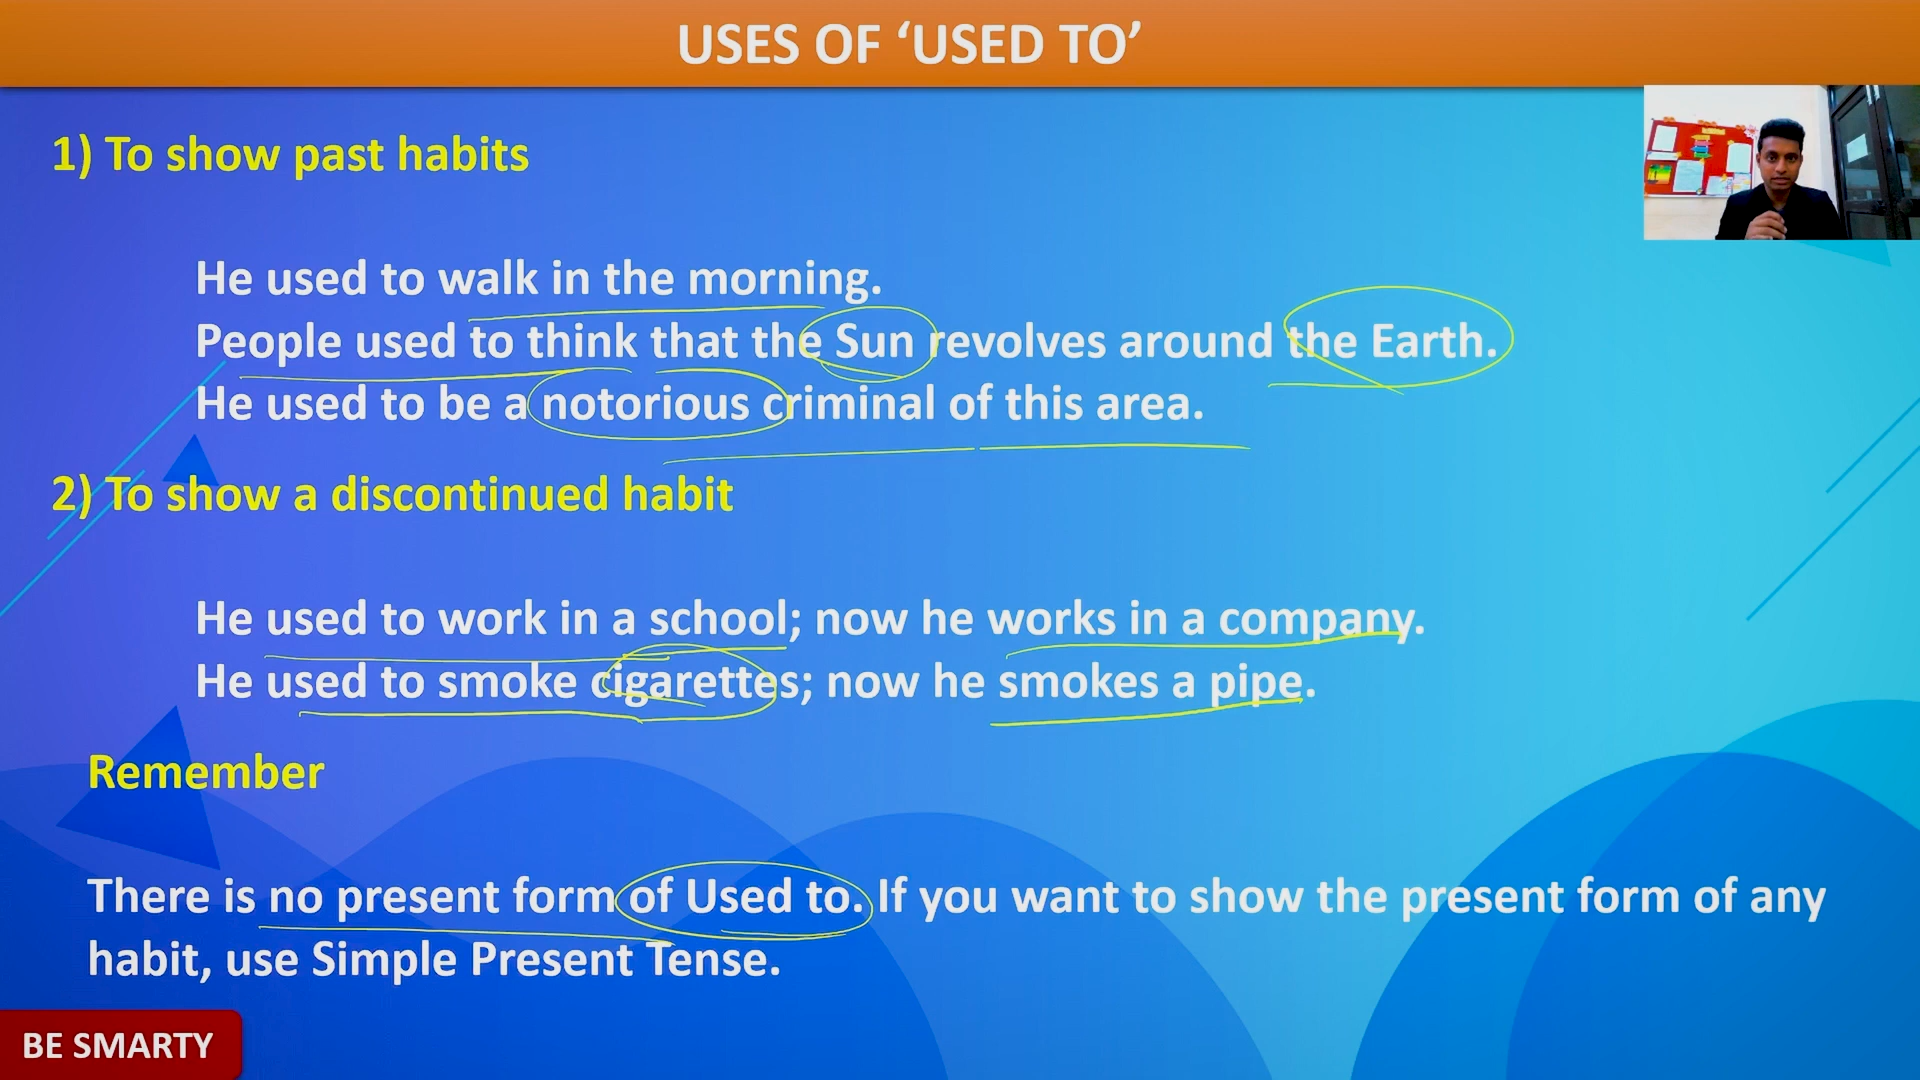 USES OF ‘USED TO’
1) To show past habits
He used to walk in the morning.
People used to think that the Sun revolves around the Earth.
He used to be a notorious criminal of this area.
2) To show a discontinued habit
He used to work in a school; now he works in a company.
He used to smoke cigarettes; now he smokes a pipe.
Remember
There is no present form of Used to. If you want to show the present form of any
habit, use Simple Present Tense.
BE SMARTY